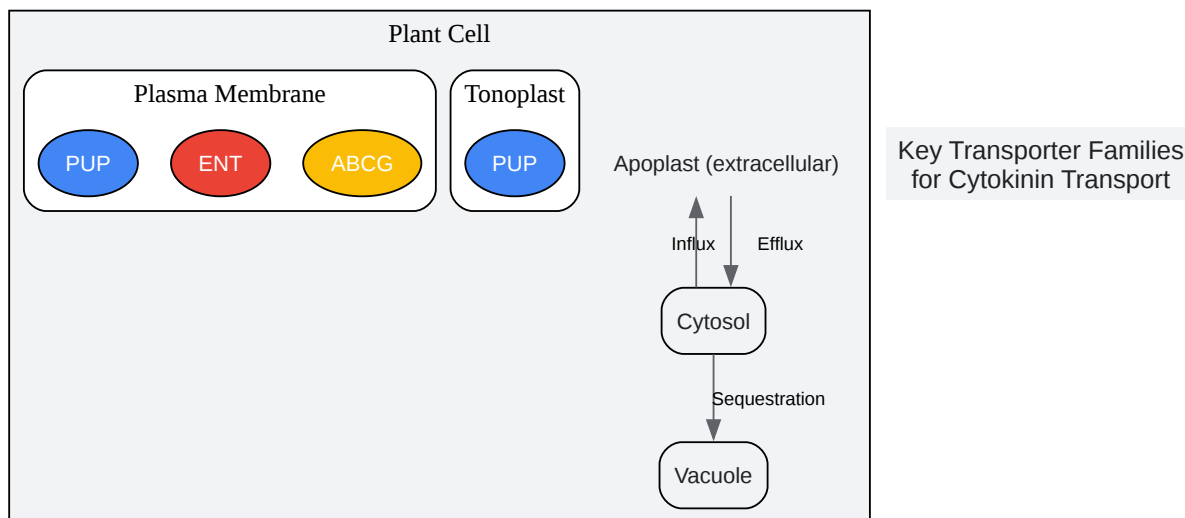 Plant Cell
Plasma Membrane
Tonoplast
PUP
ENT
ABCG
PUP
Apoplast (extracellular)
Key Transporter Families
for Cytokinin Transport
Influx
Efflux
Cytosol
Sequestration
Vacuole